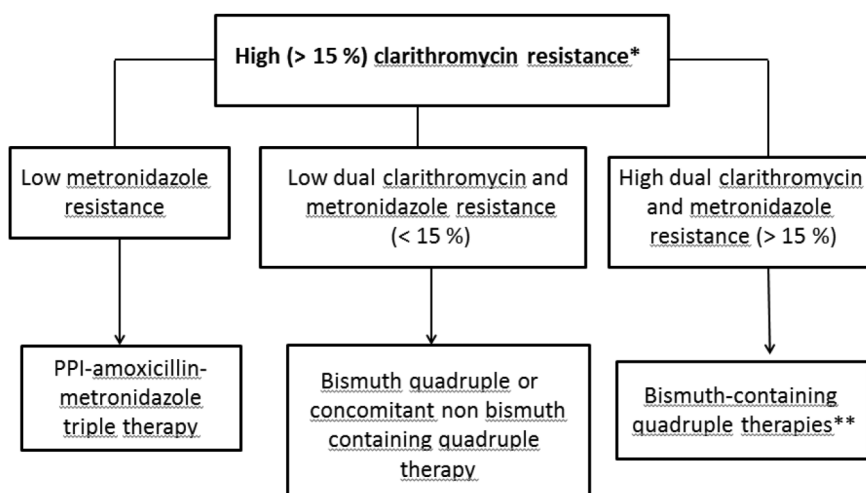 High (> 15 %) clarithromycin resistance*
Low metronidazole
resistance
Low dual clarithromycin and
metronidazole resistance
(< 15 %)
High dual clarithromycin
and metronidazole
resistance (> 15 %)
PPI-amoxicillin-
metronidazole
triple therapy
Bismuth quadruple or
concomitant non bismuth
containing quadruple
therapy
Bismuth-containing
quadruple therapies**